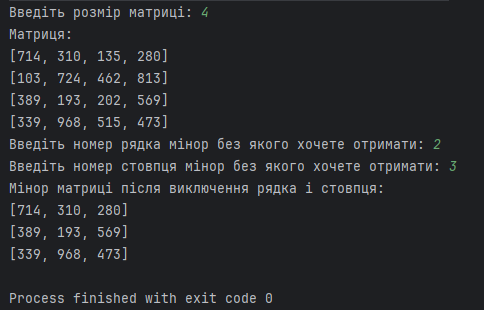 Введіть розмір матриці: 4
Матриця:
[714, 310, 135, 280]
[103, 724, 462, 813]
[389, 193, 202, 569]
[339, 968, 515, 473]
Введіть номер рядка мінор без якого хочете отримати: 2
Введіть номер стовпця мінор без якого хочете отримати: 3
Мінор матриці після виключення рядка і стовпця:
[714, 310, 280]
[389, 193, 569]
[339, 968, 473]
Process finished with exit code 0